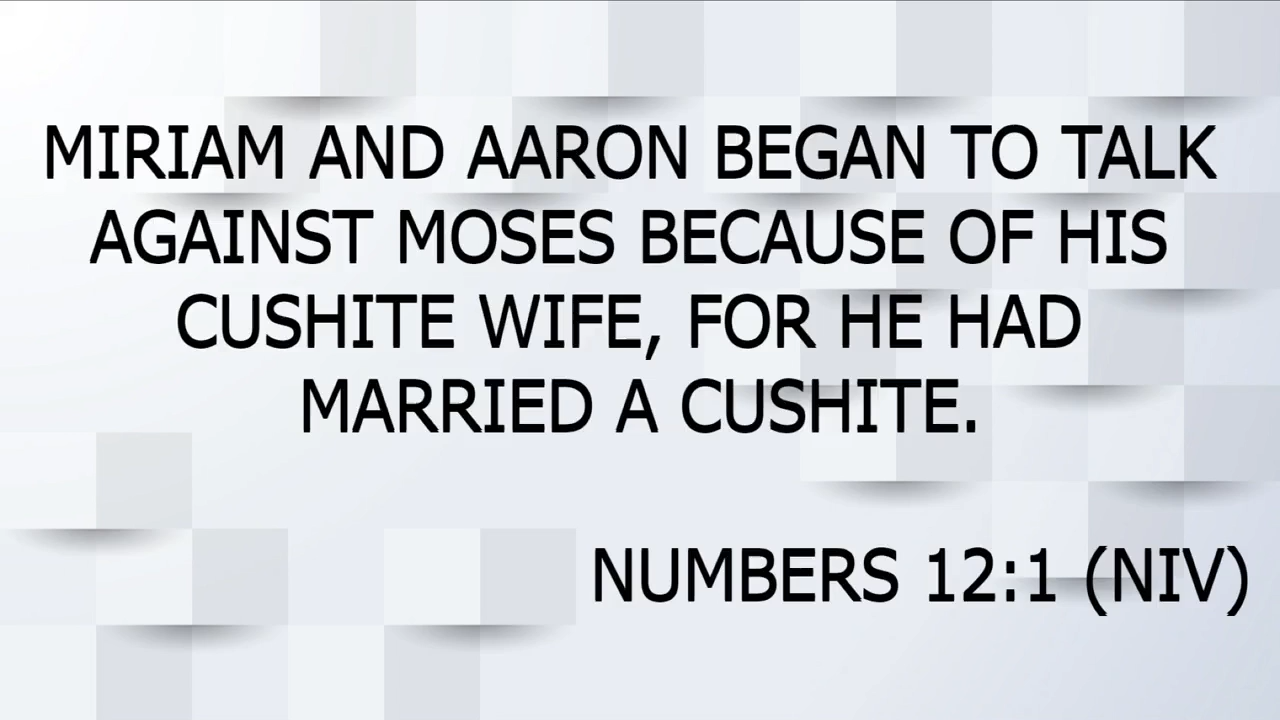 MIRIAM AND AARON BEGAN TO TALK
AGAINST MOSES BECAUSE OF HIS
CUSHITE WIFE, FOR HE HAD
MARRIED A CUSHITE.
NUMBERS 12:1 (NIV)